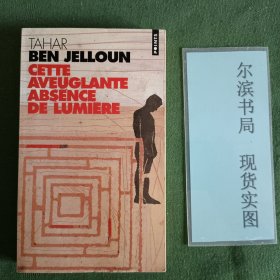 TAHAR
BEN JELLOUN
CETTE
AVEUGLANTE
ABSENCE
DE LUMIÈRE
POINTS
尔滨书局 现货实图